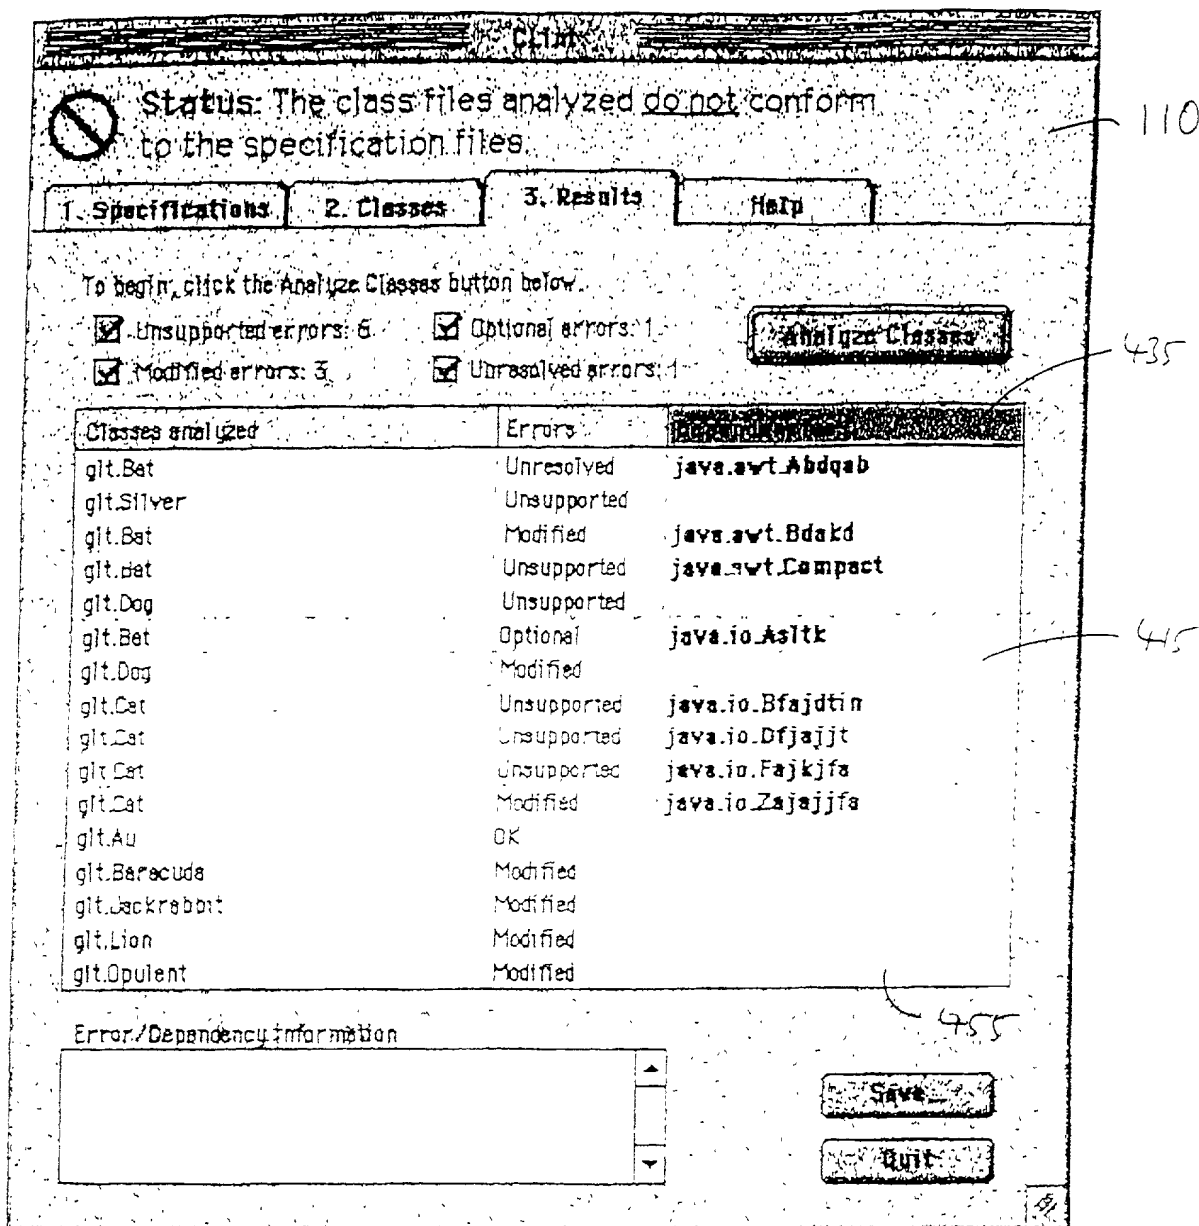 Status: The class files analyzed do not conform
to the specification files.
110
1. Specifications 2. Classes 3. Results Help
To begin, click the Analyze Classes button below.
Unsupported errors: 6 Optional errors: 1
Analyze Classes
Modified errors: 3 Unresolved errors: 1
435
Classes analyzed Errors
glt.Bat Unresolved java.awt.Abdqab
glt.Silver Unsupported
glt.Bat Modified java.awt.Bdakd
glt.Bat Unsupported java.awt.Compact
glt.Dog Unsupported
glt.Bat Optional java.io.Asltk
415
glt.Dog Modified
glt.Cat Unsupported java.io.Bfajdtin
glt.Cat Unsupported java.io.Dfjajjt
glt.Cat Unsupported java.io.Fajkjfa
glt.Cat Modified java.io.Zajajjfa
glt.Au OK
glt.Baracuda Modified
glt.Jackrabbit Modified
glt.Lion Modified
glt.Opulent Modified
455
Error/Dependency information
Save...
Quit